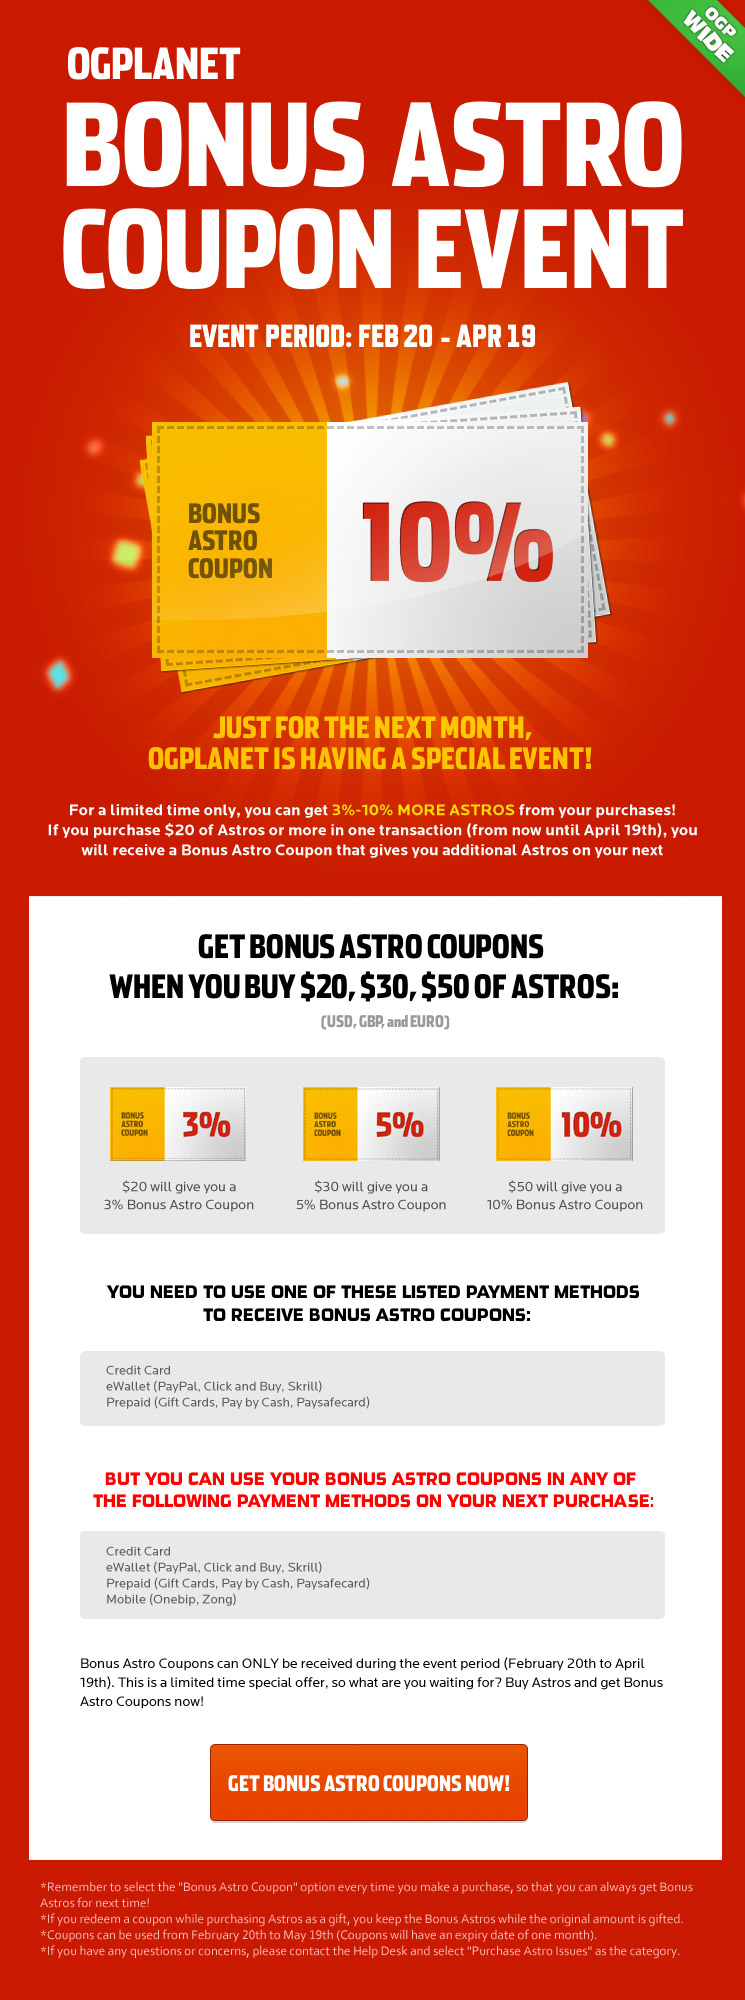 OGP
WIDE
OGPLANET
BONUS ASTRO
COUPON EVENT
EVENT PERIOD: FEB 20 - APR 19
BONUS
ASTRO
COUPON
10%
JUST FOR THE NEXT MONTH,
OGPLANET IS HAVING A SPECIAL EVENT!
For a limited time only, you can get 3%-10% MORE ASTROS from your purchases!
If you purchase $20 of Astros or more in one transaction (from now until April 19th), you
will receive a Bonus Astro Coupon that gives you additional Astros on your next
GET BONUS ASTRO COUPONS
WHEN YOU BUY $20, $30, $50 OF ASTROS:
(USD, GBP, and EURO)
BONUS
ASTRO
COUPON
3%
$20 will give you a
3% Bonus Astro Coupon
BONUS
ASTRO
COUPON
5%
$30 will give you a
5% Bonus Astro Coupon
BONUS
ASTRO
COUPON
10%
$50 will give you a
10% Bonus Astro Coupon
YOU NEED TO USE ONE OF THESE LISTED PAYMENT METHODS
TO RECEIVE BONUS ASTRO COUPONS:
Credit Card
eWallet (PayPal, Click and Buy, Skrill)
Prepaid (Gift Cards, Pay by Cash, Paysafecard)
BUT YOU CAN USE YOUR BONUS ASTRO COUPONS IN ANY OF
THE FOLLOWING PAYMENT METHODS ON YOUR NEXT PURCHASE:
Credit Card
eWallet (PayPal, Click and Buy, Skrill)
Prepaid (Gift Cards, Pay by Cash, Paysafecard)
Mobile (Onebip, Zong)
Bonus Astro Coupons can ONLY be received during the event period (February 20th to April
19th). This is a limited time special offer, so what are you waiting for? Buy Astros and get Bonus
Astro Coupons now!
GET BONUS ASTRO COUPONS NOW!
*Remember to select the "Bonus Astro Coupon" option every time you make a purchase, so that you can always get Bonus
Astros for next time!
*If you redeem a coupon while purchasing Astros as a gift, you keep the Bonus Astros while the original amount is gifted.
*Coupons can be used from February 20th to May 19th (Coupons will have an expiry date of one month).
*If you have any questions or concerns, please contact the Help Desk and select "Purchase Astro Issues" as the category.